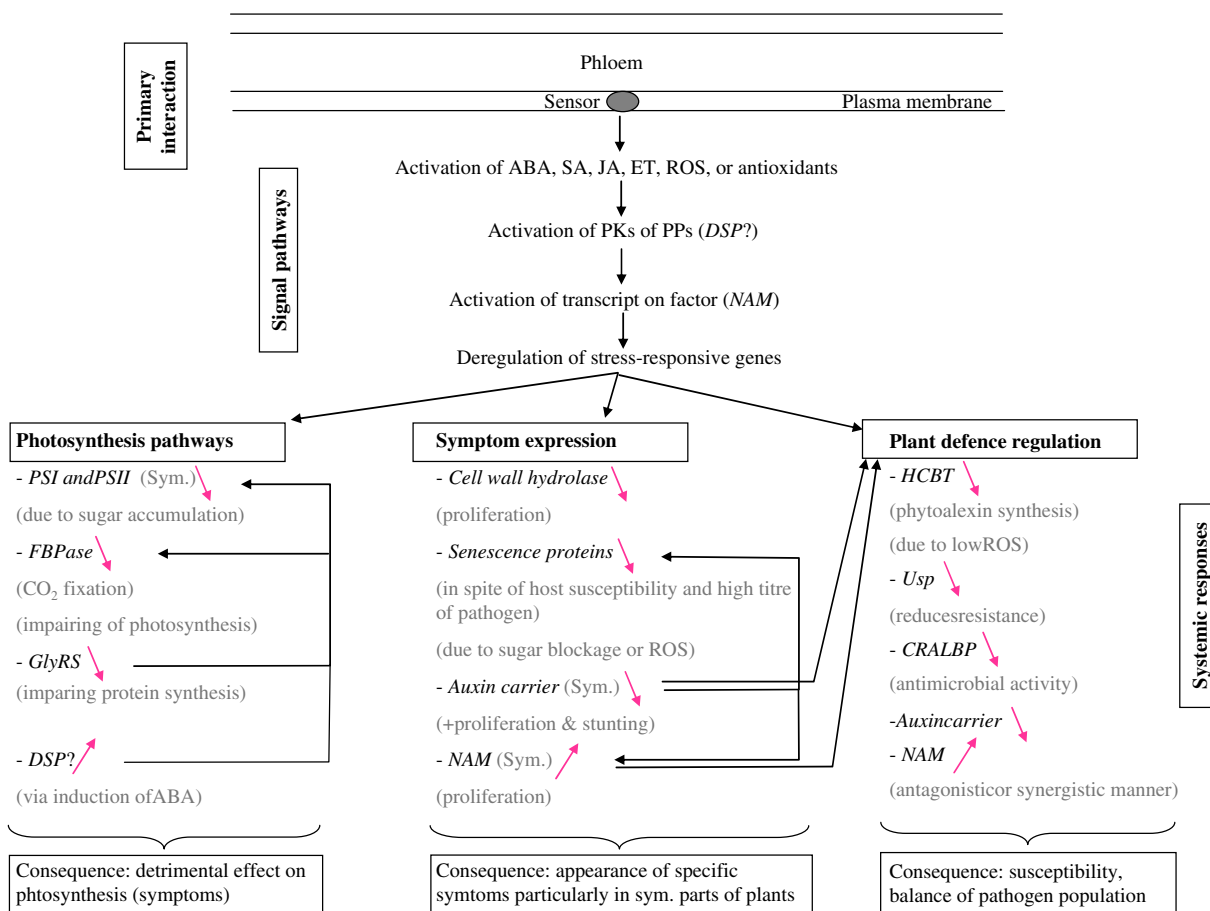 Primary
interaction
Phloem
Sensor
Plasma membrane
Signal pathways
Activation of ABA, SA, JA, ET, ROS, or antioxidants
Activation of PKs of PPs (DSP?)
Activation of transcript on factor (NAM)
Deregulation of stress-responsive genes
Photosynthesis pathways
- PSI andPSII (Sym.)
(due to sugar accumulation)
- FBPase
(CO2 fixation)
(impairing of photosynthesis)
- GlyRS
(imparing protein synthesis)
- DSP?
(via induction ofABA)
Consequence: detrimental effect on
phtosynthesis (symptoms)
Symptom expression
- Cell wall hydrolase
(proliferation)
- Senescence proteins
(in spite of host susceptibility and high titre
of pathogen)
(due to sugar blockage or ROS)
- Auxin carrier (Sym.)
(+proliferation & stunting)
- NAM (Sym.)
(proliferation)
Consequence: appearance of specific
symtoms particularly in sym. parts of plants
Plant defence regulation
- HCBT
(phytoalexin synthesis)
(due to lowROS)
- Usp
(reducesresistance)
- CRALBP
(antimicrobial activity)
-Auxincarrier
- NAM
(antagonisticor synergistic manner)
Consequence: susceptibility,
balance of pathogen population
Systemic responses